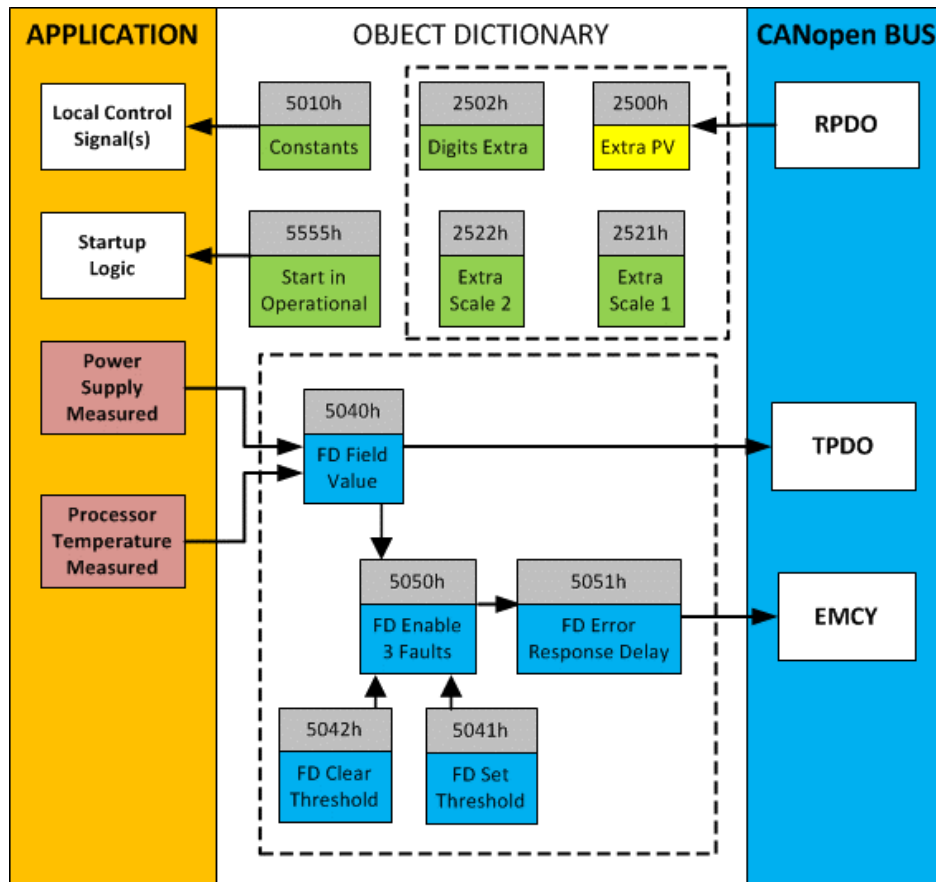 APPLICATION
OBJECT DICTIONARY
CANopen BUS
Local Control
Signal(s)
5010h
Constants
2502h
Digits Extra
2500h
Extra PV
RPDO
Startup
Logic
5555h
Start in
Operational
2522h
Extra
Scale 2
2521h
Extra
Scale 1
Power
Supply
Measured
5040h
FD Field
Value
TPDO
Processor
Temperature
Measured
5050h
FD Enable
3 Faults
5051h
FD Error
Response Delay
EMCY
5042h
FD Clear
Threshold
5041h
FD Set
Threshold